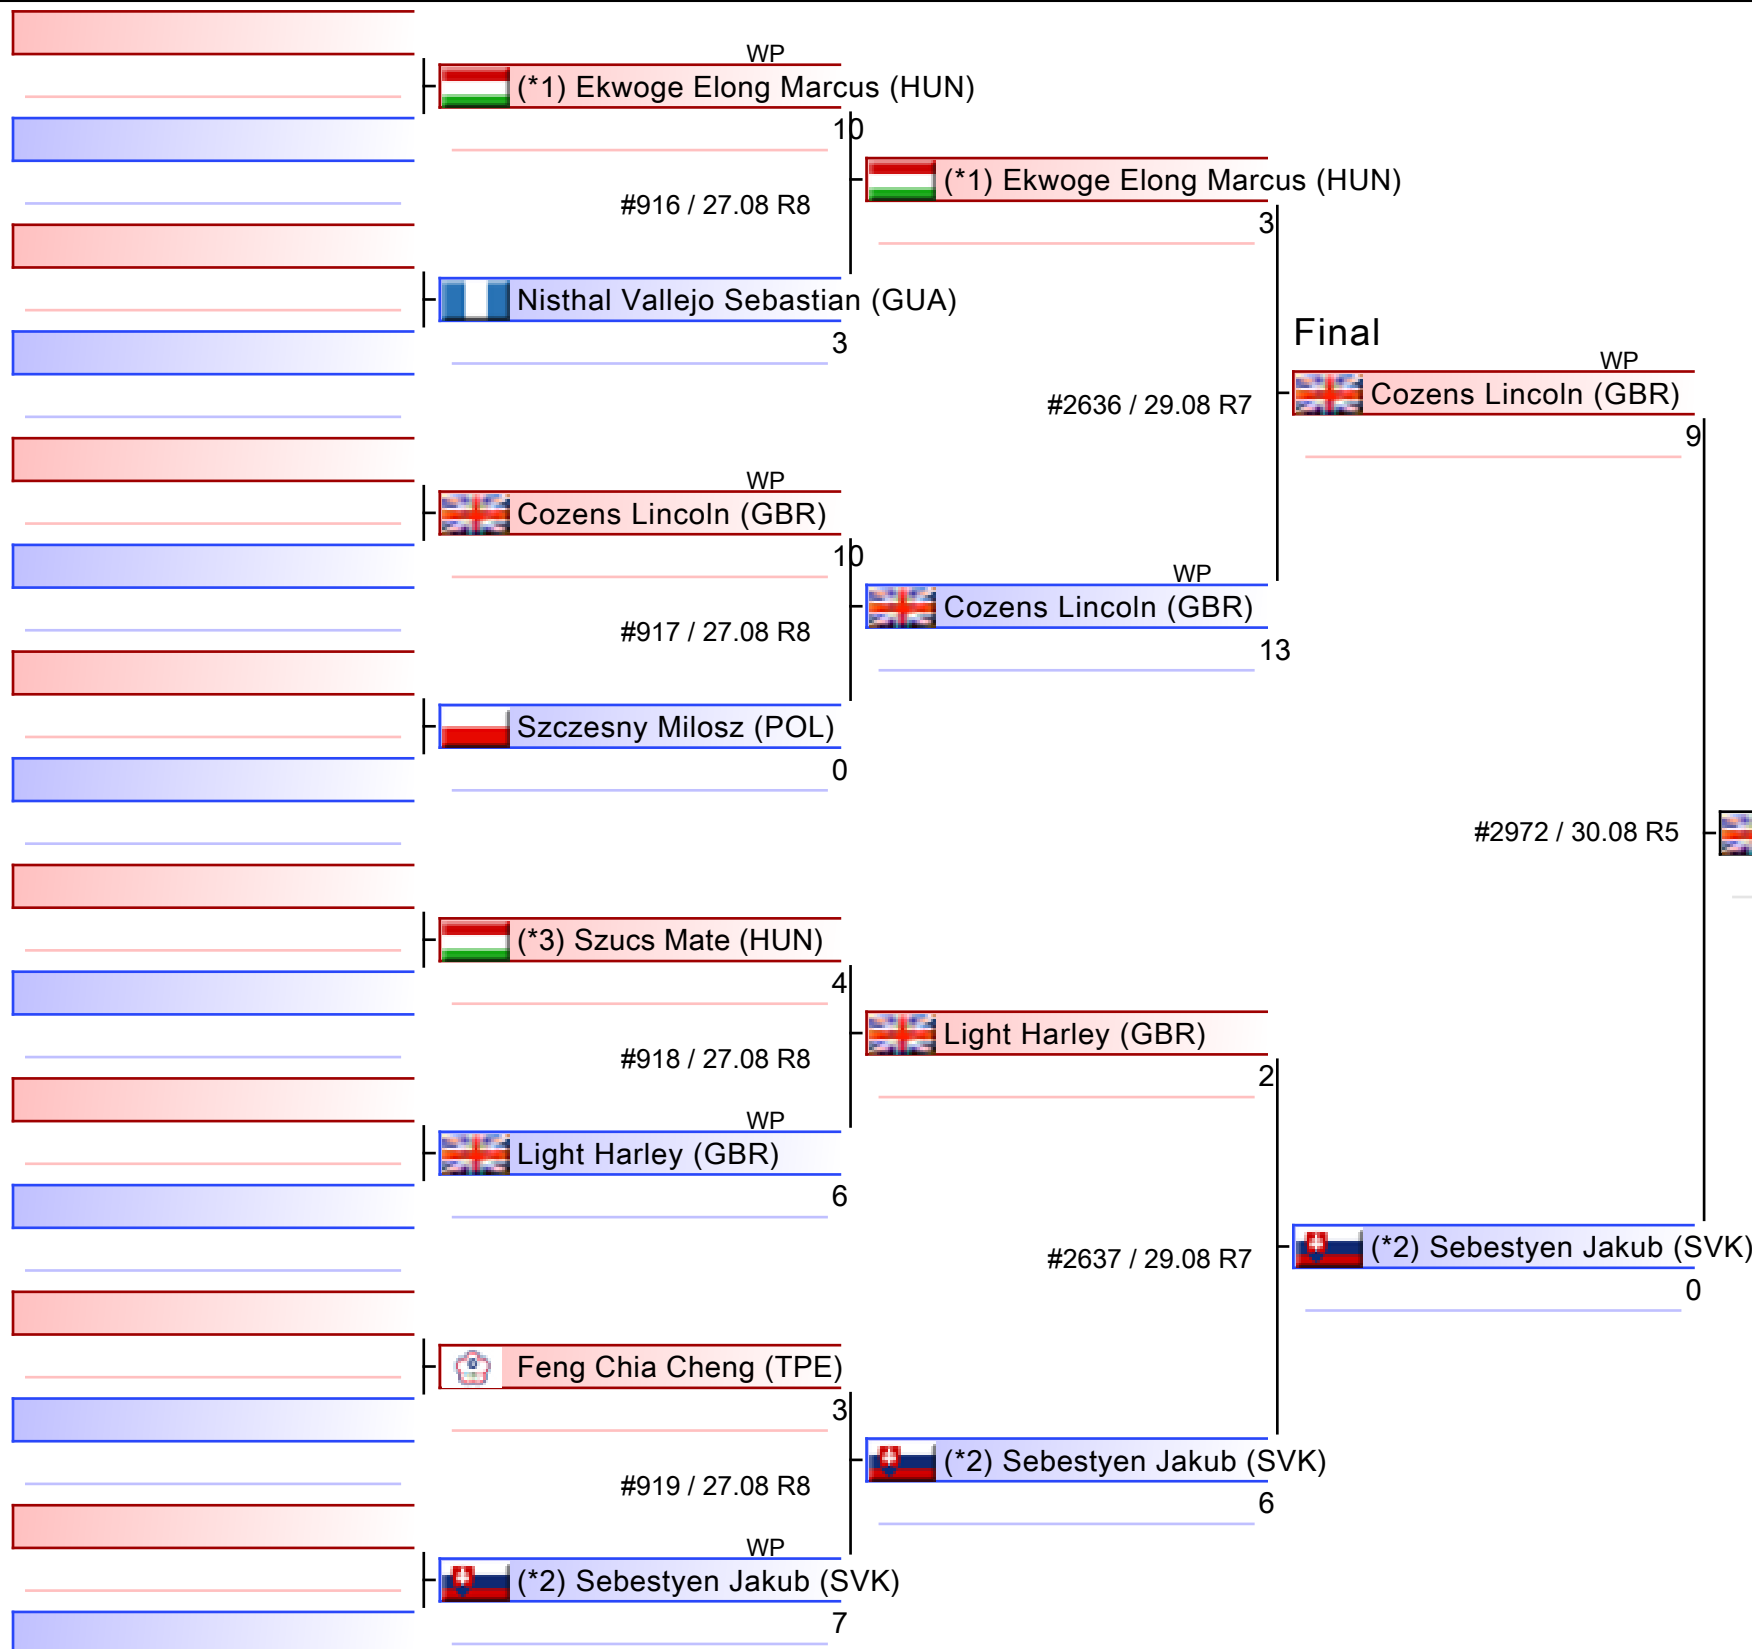 WP
(*1) Ekwoge Elong Marcus (HUN)
10
#916 / 27.08 R8
Nisthal Vallejo Sebastian (GUA)
3
WP
Cozens Lincoln (GBR)
10
#917 / 27.08 R8
Szczesny Milosz (POL)
0
(*3) Szucs Mate (HUN)
4
#918 / 27.08 R8
WP
Light Harley (GBR)
6
Feng Chia Cheng (TPE)
3
#919 / 27.08 R8
WP
(*2) Sebestyen Jakub (SVK)
7
(*1) Ekwoge Elong Marcus (HUN)
3
#2636 / 29.08 R7
WP
Cozens Lincoln (GBR)
13
Light Harley (GBR)
2
#2637 / 29.08 R7
(*2) Sebestyen Jakub (SVK)
6
Final
WP
Cozens Lincoln (GBR)
9
#2972 / 30.08 R5
(*2) Sebestyen Jakub (SVK)
0